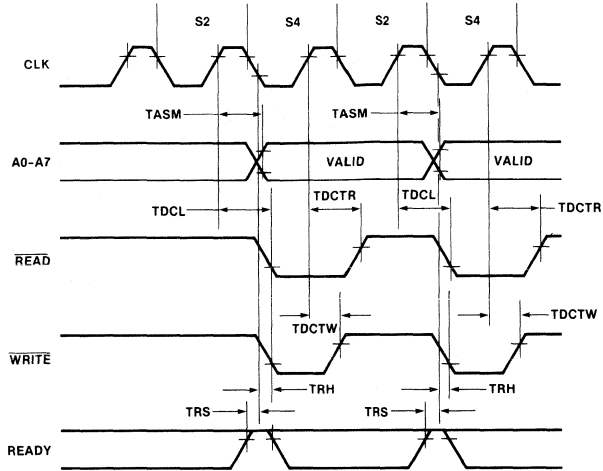 S2 S4 S2 S4
CLK
TASM TASM
A0-A7 VALID VALID
TDCL TDCTR TDCL TDCTR
READ
TDCTW TDCTW
WRITE
TRH TRH
TRS TRS
READY